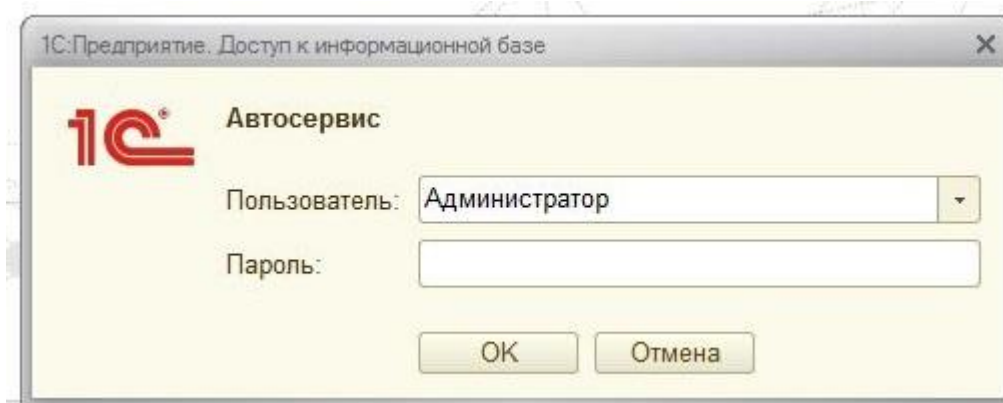 1С:Предприятие. Доступ к информационной базе
1С®
Автосервис
Пользователь: Администратор
Пароль:
OK Отмена